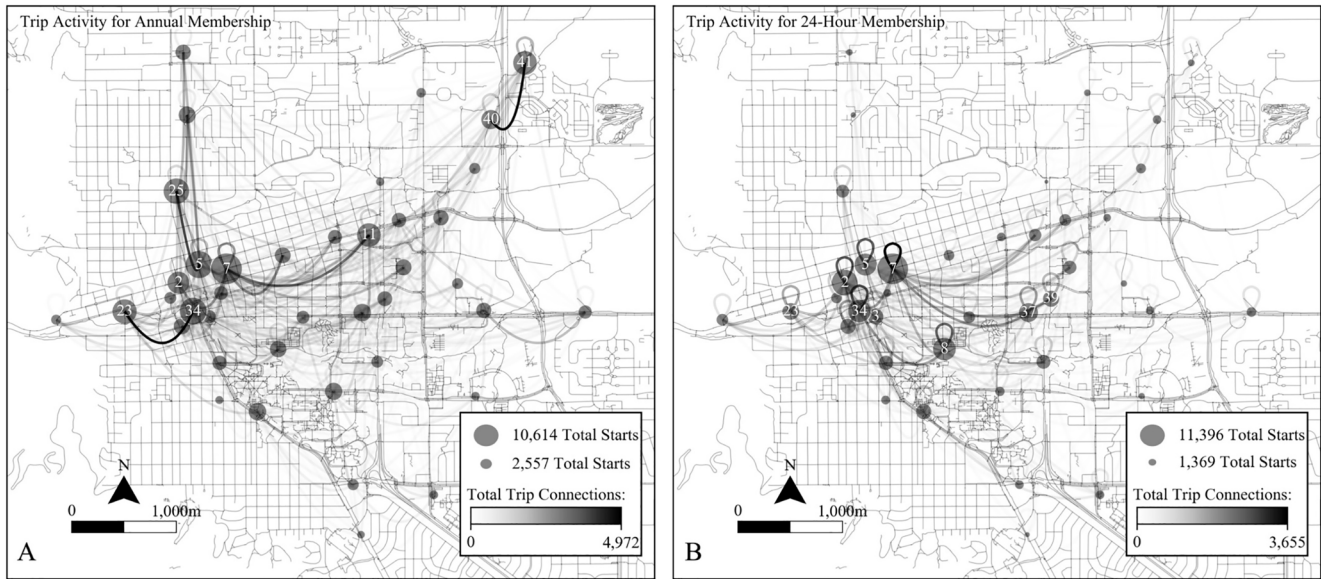 Trip Activity for Annual Membership
41
40
25
11
5
7
2
23
34
10,614 Total Starts
2,557 Total Starts
Total Trip Connections:
0
4,972
N
0
1,000m
A
Trip Activity for 24-Hour Membership
5
7
2
39
23
34
3
37
8
11,396 Total Starts
1,369 Total Starts
Total Trip Connections:
0
3,655
N
0
1,000m
B